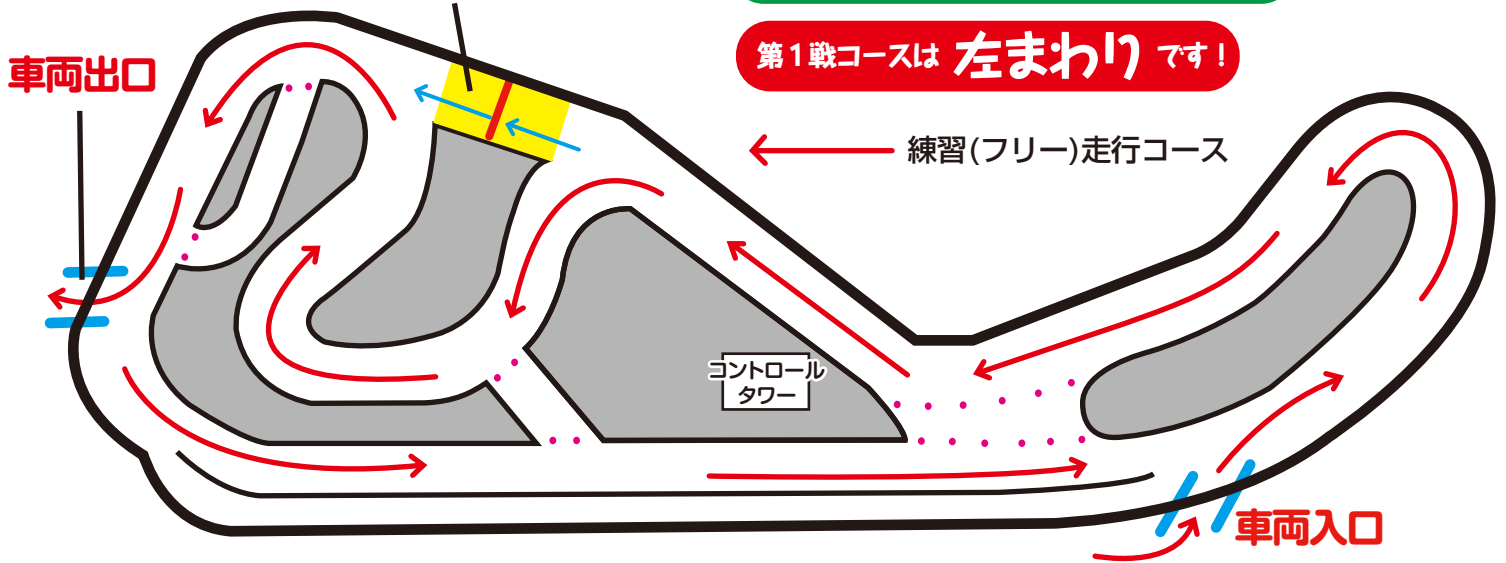 第1戦コースは 左まわり です!
車両出口
練習(フリー)走行コース
コントロール
タワー
車両入口